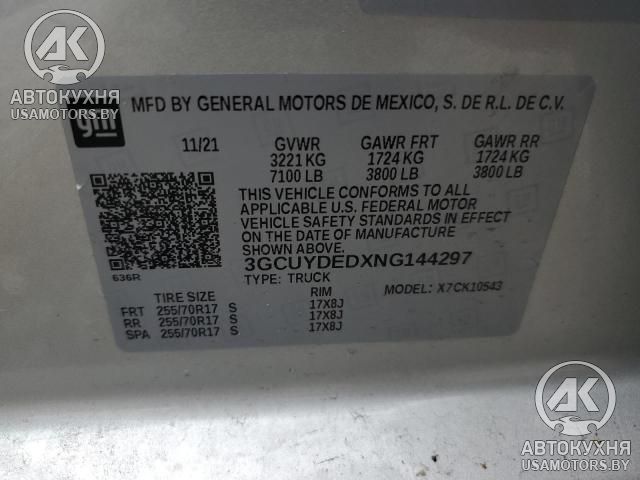 АК
АВТОКУХНЯ
USAMOTORS.BY
gm
MFD BY GENERAL MOTORS DE MEXICO, S. DE R.L. DE C.V.
11/21 GVWR GAWR FRT GAWR RR
3221 KG 1724 KG 1724 KG
7100 LB 3800 LB 3800 LB
THIS VEHICLE CONFORMS TO ALL
APPLICABLE U.S. FEDERAL MOTOR
VEHICLE SAFETY STANDARDS IN EFFECT
ON THE DATE OF MANUFACTURE
SHOWN ABOVE.
636R 3GCUYDEDXNG144297
TYPE: TRUCK
MODEL: X7CK10543
TIRE SIZE RIM
FRT 255/70R17 S 17X8J
RR 255/70R17 S 17X8J
SPA 255/70R17 S 17X8J
АК
АВТОКУХНЯ
USAMOTORS.BY